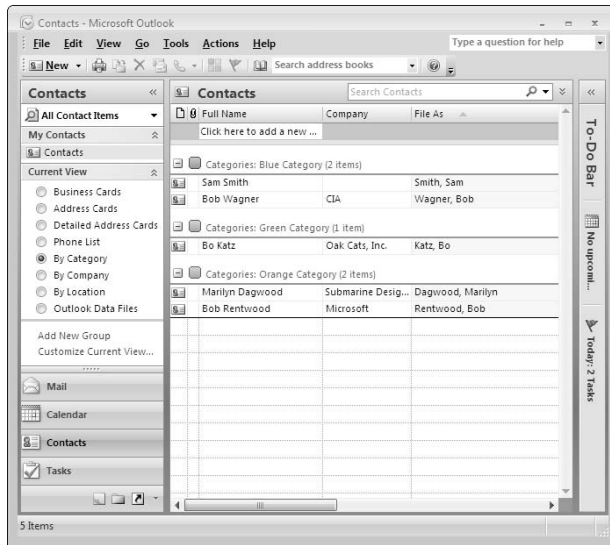 Contacts - Microsoft Outlook
File Edit View Go Tools Actions Help
Type a question for help
New
Search address books
Contacts
All Contact Items
My Contacts
Contacts
Current View
Business Cards
Address Cards
Detailed Address Cards
Phone List
By Category
By Company
By Location
Outlook Data Files
Add New Group
Customize Current View...
Mail
Calendar
Contacts
Tasks
Contacts
Search Contacts
Full Name Company File As
Click here to add a new ...
Categories: Blue Category (2 items)
Sam Smith Smith, Sam
Bob Wagner CIA Wagner, Bob
Categories: Green Category (1 item)
Bo Katz Oak Cats, Inc. Katz, Bo
Categories: Orange Category (2 items)
Marilyn Dagwood Submarine Desig... Dagwood, Marilyn
Bob Rentwood Microsoft Rentwood, Bob
To-Do Bar
No upcomi...
Today: 2 Tasks
5 Items